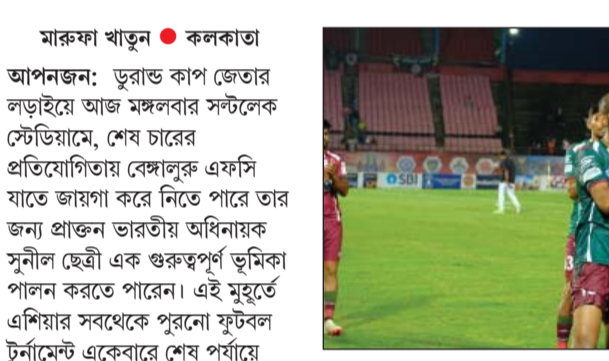 মারুফা খাতুন ● কলকাতা
আপনজন: ডুরান্ড কাপ জেতার
লড়াইয়ে আজ মঙ্গলবার সল্টলেক
স্টেডিয়ামে, শেষ চারের
প্রতিযোগিতায় বেঙ্গালুরু এফসি
যাতে জায়গা করে নিতে পারে তার
জন্য প্রাক্তন ভারতীয় অধিনায়ক
সুনীল ছেত্রী এক গুরুত্বপূর্ণ ভূমিকা
পালন করতে পারেন। এই মুহূর্তে
এশিয়ার সবথেকে পুরনো ফুটবল
টুর্নামেন্ট একেবারে শেষ পর্যায়ে
SBI